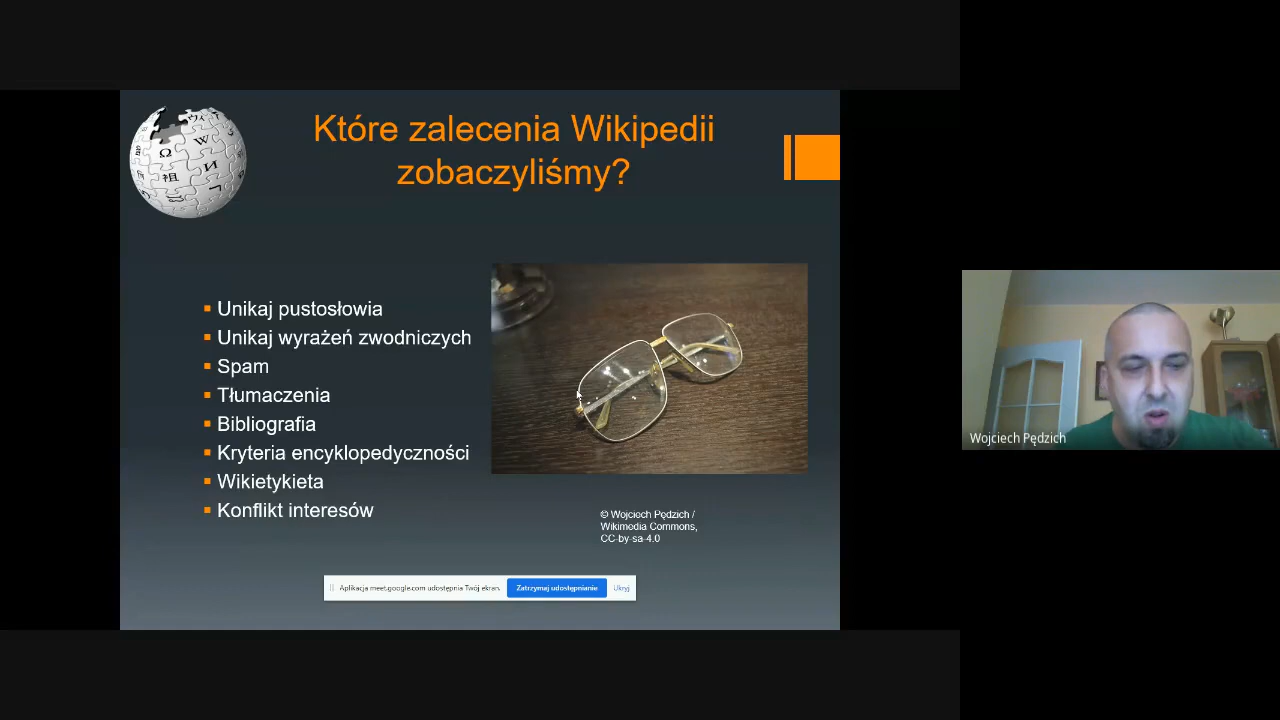 Które zalecenia Wikipedii
zobaczyliśmy?
Unikaj pustosłowia
Unikaj wyrażeń zwodniczych
Spam
Tłumaczenia
Bibliografia
Kryteria encyklopedyczności
Wikietykieta
Konflikt interesów
© Wojciech Pędzich /
Wikimedia Commons,
CC-by-sa-4.0
Aplikacja meet.google.com udostępnia Twój ekran. Zatrzymaj udostępnianie Ukryj
Wojciech Pędzich